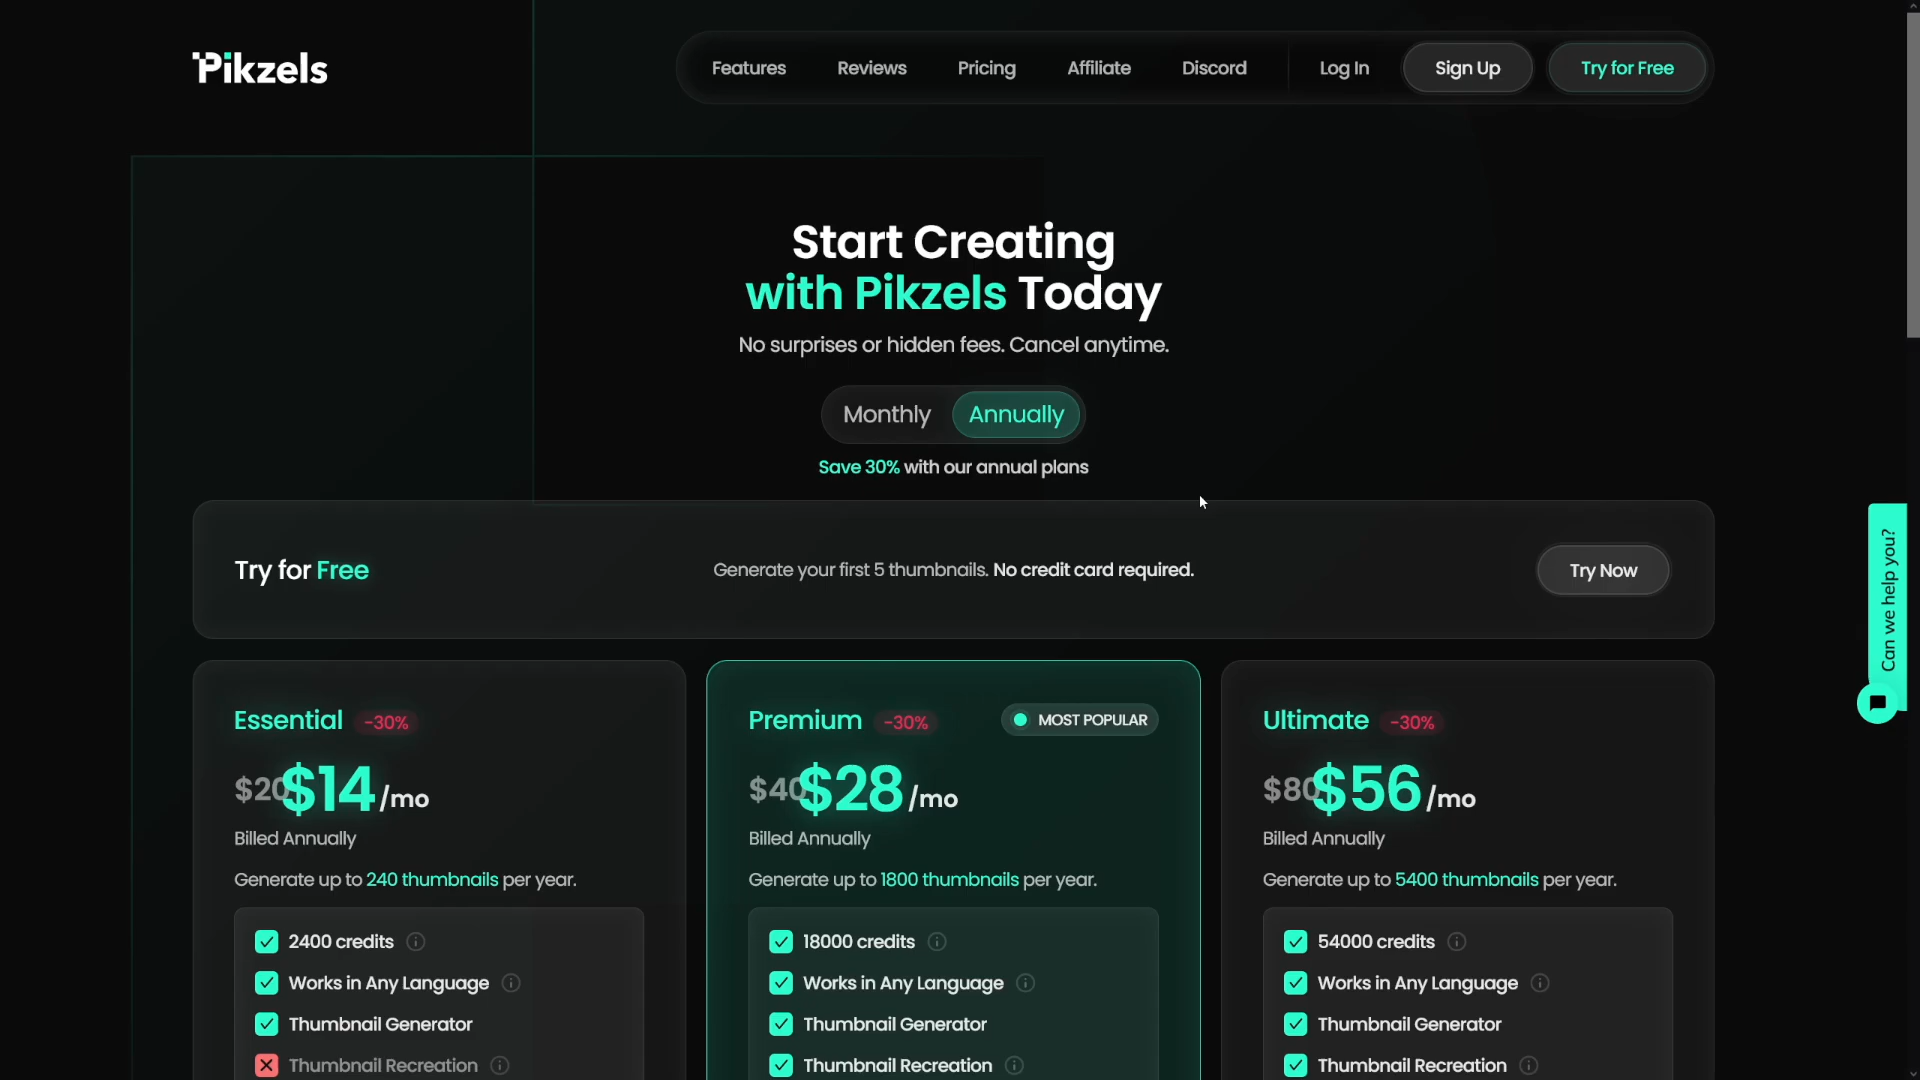 Pikzels
Features Reviews Pricing Affiliate Discord Log In Sign Up Try for Free
Start Creating
with Pikzels Today
No surprises or hidden fees. Cancel anytime.
Monthly Annually
Save 30% with our annual plans
Try for Free
Generate your first 5 thumbnails. No credit card required.
Try Now
Can we help you?
Essential -30%
$20 $14 /mo
Billed Annually
Generate up to 240 thumbnails per year.
2400 credits
Works in Any Language
Thumbnail Generator
Thumbnail Recreation
Premium -30% MOST POPULAR
$40 $28 /mo
Billed Annually
Generate up to 1800 thumbnails per year.
18000 credits
Works in Any Language
Thumbnail Generator
Thumbnail Recreation
Ultimate -30%
$80 $56 /mo
Billed Annually
Generate up to 5400 thumbnails per year.
54000 credits
Works in Any Language
Thumbnail Generator
Thumbnail Recreation